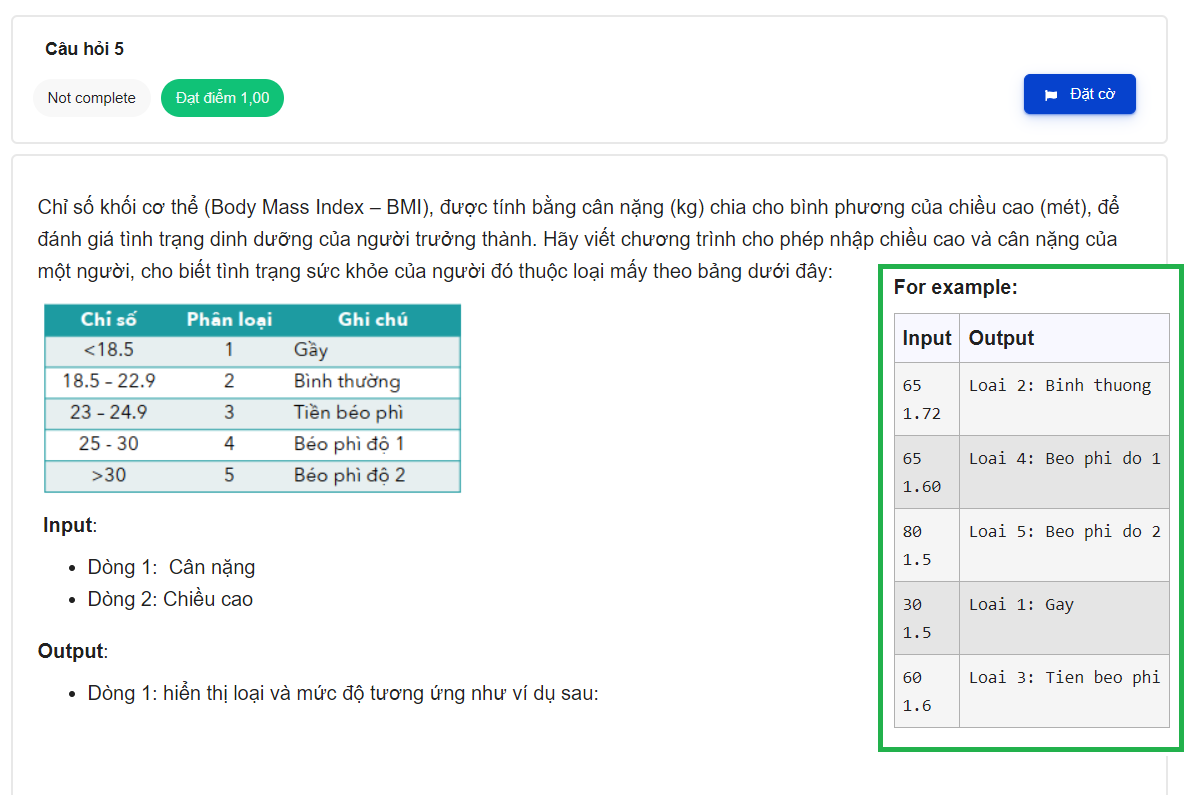 Câu hỏi 5
Not complete
Đạt điểm 1,00
Đặt cờ
Chỉ số khối cơ thể (Body Mass Index – BMI), được tính bằng cân nặng (kg) chia cho bình phương của chiều cao (mét), để
đánh giá tình trạng dinh dưỡng của người trưởng thành. Hãy viết chương trình cho phép nhập chiều cao và cân nặng của
một người, cho biết tình trạng sức khỏe của người đó thuộc loại mấy theo bảng dưới đây:
Chỉ số Phân loại Ghi chú
<18.5 1 Gầy
18.5 - 22.9 2 Bình thường
23 - 24.9 3 Tiền béo phì
25 - 30 4 Béo phì độ 1
>30 5 Béo phì độ 2
Input:
Dòng 1: Cân nặng
Dòng 2: Chiều cao
Output:
Dòng 1: hiển thị loại và mức độ tương ứng như ví dụ sau:
For example:
Input Output
65 Loai 2: Binh thuong
1.72
65 Loai 4: Beo phi do 1
1.60
80 Loai 5: Beo phi do 2
1.5
30 Loai 1: Gay
1.5
60 Loai 3: Tien beo phi
1.6